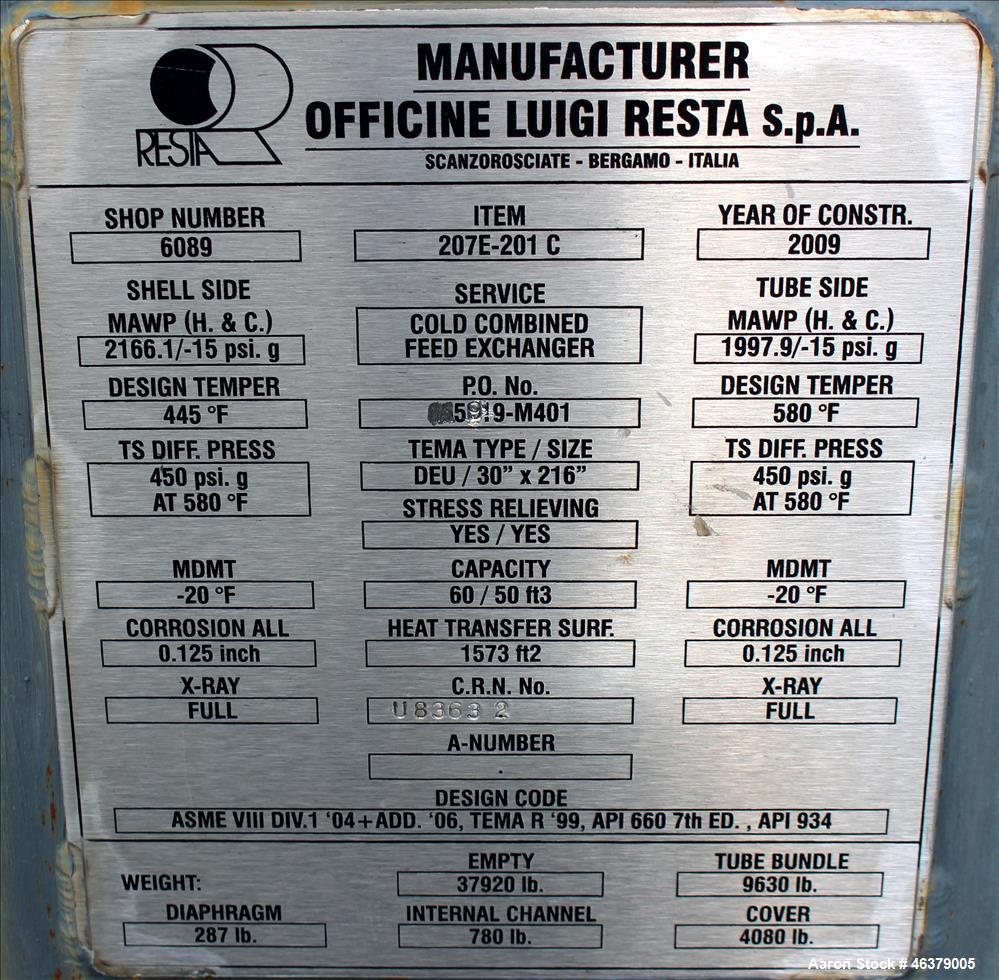 RESTA
MANUFACTURER
OFFICINE LUIGI RESTA S.p.A.
SCANZOROSCIATE - BERGAMO - ITALIA
SHOP NUMBER ITEM YEAR OF CONSTR.
6089 207E-201 C 2009
SHELL SIDE SERVICE TUBE SIDE
MAWP (H. & C.) COLD COMBINED MAWP (H. & C.)
2166.1/-15 psi. g FEED EXCHANGER 1997.9/-15 psi. g
DESIGN TEMPER P.O. No. DESIGN TEMPER
445 °F 9-M401 580 °F
TS DIFF. PRESS TEMA TYPE / SIZE TS DIFF. PRESS
450 psi. g DEU / 30” x 216” 450 psi. g
AT 580 °F STRESS RELIEVING AT 580 °F
YES / YES
MDMT CAPACITY MDMT
-20 °F 60 / 50 ft3 -20 °F
CORROSION ALL HEAT TRANSFER SURF. CORROSION ALL
0.125 inch 1573 ft2 0.125 inch
X-RAY C.R.N. No. X-RAY
FULL U8363 2 FULL
A-NUMBER
.
DESIGN CODE
ASME VIII DIV.1 ‘04+ADD. ‘06, TEMA R ‘99, API 660 7th ED. , API 934
EMPTY TUBE BUNDLE
WEIGHT: 37920 lb. 9630 lb.
DIAPHRAGM INTERNAL CHANNEL COVER
287 lb. 780 lb. 4080 lb.
Aaron Stock # 46379005